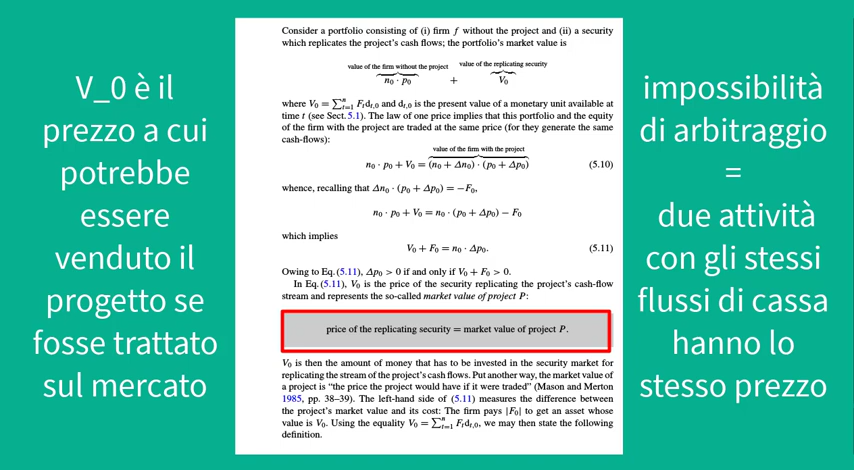 V_0 è il
prezzo a cui
potrebbe
essere
venduto il
progetto se
fosse trattato
sul mercato
Consider a portfolio consisting of (i) firm f without the project and (ii) a security
which replicates the project's cash flows; the portfolio's market value is
value of the firm without the project value of the replicating security
n₀ · p₀ + V₀
where V₀ = ∑ⁿₜ₌₁ Fₜdₜ,₀ and dₜ,₀ is the present value of a monetary unit available at
time t (see Sect. 5.1). The law of one price implies that this portfolio and the equity
of the firm with the project are traded at the same price (for they generate the same
cash-flows):
value of the firm with the project
n₀ · p₀ + V₀ = (n₀ + Δn₀) · (p₀ + Δp₀) (5.10)
whence, recalling that Δn₀ · (p₀ + Δp₀) = −F₀,
n₀ · p₀ + V₀ = n₀ · (p₀ + Δp₀) − F₀
which implies
V₀ + F₀ = n₀ · Δp₀. (5.11)
Owing to Eq. (5.11), Δp₀ > 0 if and only if V₀ + F₀ > 0.
In Eq. (5.11), V₀ is the price of the security replicating the project's cash-flow
stream and represents the so-called market value of project P:
price of the replicating security = market value of project P.
V₀ is then the amount of money that has to be invested in the security market for
replicating the stream of the project's cash flows. Put another way, the market value of
a project is “the price the project would have if it were traded” (Mason and Merton
1985, pp. 38–39). The left-hand side of (5.11) measures the difference between
the project's market value and its cost: The firm pays |F₀| to get an asset whose
value is V₀. Using the equality V₀ = ∑ⁿₜ₌₁ Fₜdₜ,₀, we may then state the following
definition.
impossibilità
di arbitraggio
=
due attività
con gli stessi
flussi di cassa
hanno lo
stesso prezzo